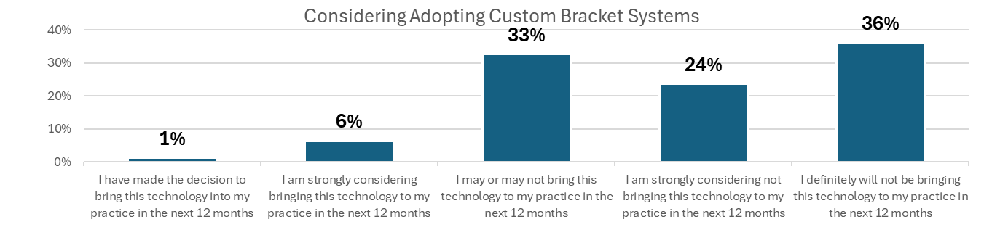 Considering Adopting Custom Bracket Systems
40%
30%
20%
10%
0%
1%
6%
33%
24%
36%
I have made the decision to
bring this technology into my
practice in the next 12 months
I am strongly considering
bringing this technology to my
practice in the next 12 months
I may or may not bring this
technology to my practice in the
next 12 months
I am strongly considering not
bringing this technology to my
practice in the next 12 months
I definitely will not be bringing
this technology to my practice in
the next 12 months